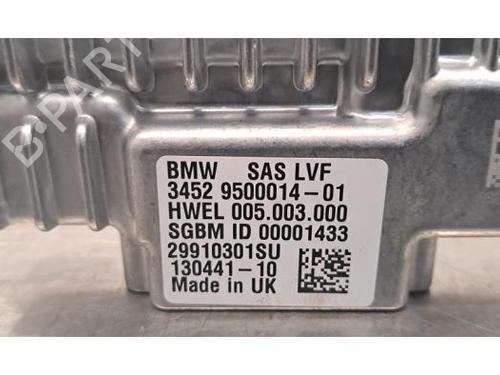 B-PARTS
BMW SAS LVF
3452 9500014-01
HWEL 005.003.000
SGBM ID 00001433
29910301SU
130441-10
Made in UK